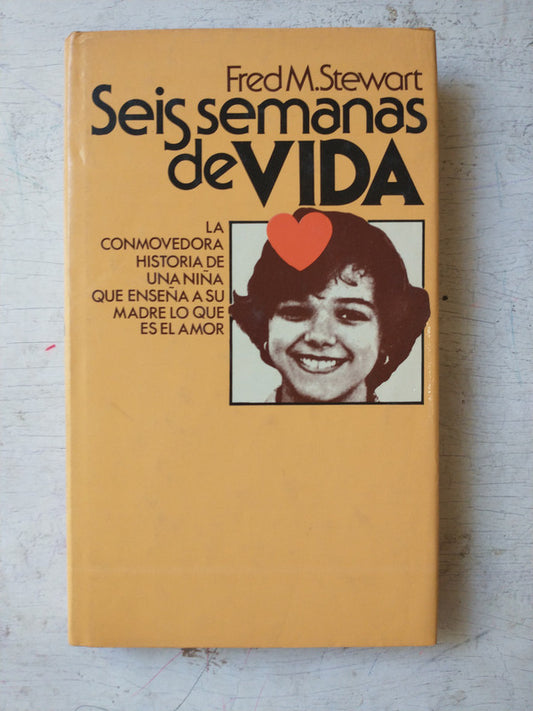 Fred M. Stewart
Seis semanas
de VIDA
LA
CONMOVEDORA
HISTORIA DE
UNA NIÑA
QUE ENSEÑA A SU
MADRE LO QUE
ES EL AMOR